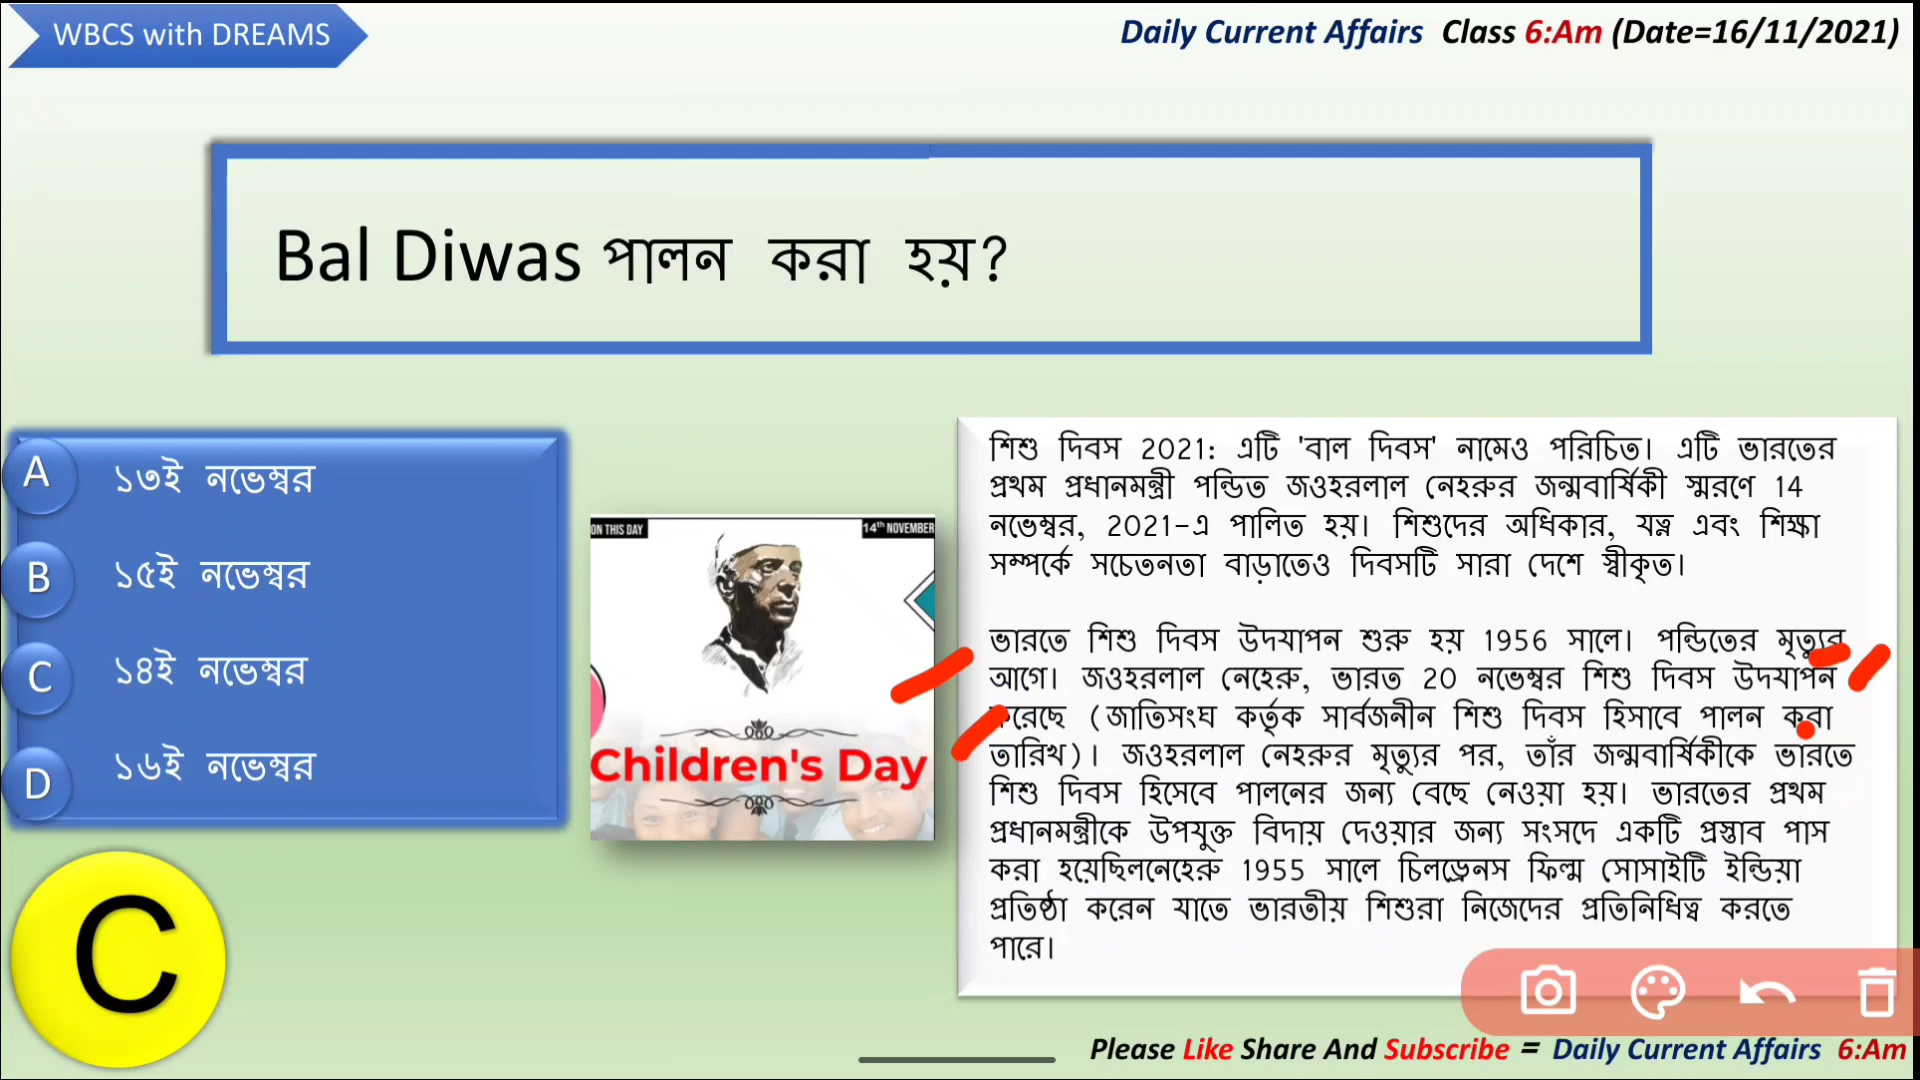 WBCS with DREAMS
Daily Current Affairs Class 6:Am (Date=16/11/2021)
Bal Diwas পালন করা হয়?
A ১৩ই নভেম্বর
B ১৫ই নভেম্বর
C ১৪ই নভেম্বর
D ১৬ই নভেম্বর
C
ON THIS DAY
14th NOVEMBER
Children's Day
শিশু দিবস 2021: এটি 'বাল দিবস' নামেও পরিচিত। এটি ভারতের
প্রথম প্রধানমন্ত্রী পন্ডিত জওহরলাল নেহরুর জন্মবার্ষিকী স্মরণে 14
নভেম্বর, 2021-এ পালিত হয়। শিশুদের অধিকার, যত্ন এবং শিক্ষা
সম্পর্কে সচেতনতা বাড়াতেও দিবসটি সারা দেশে স্বীকৃত।
ভারতে শিশু দিবস উদযাপন শুরু হয় 1956 সালে। পন্ডিতের মৃত্যুর
আগে। জওহরলাল নেহেরু, ভারত 20 নভেম্বর শিশু দিবস উদযাপন
করেছে (জাতিসংঘ কর্তৃক সার্বজনীন শিশু দিবস হিসাবে পালন করা
তারিখ)। জওহরলাল নেহরুর মৃত্যুর পর, তাঁর জন্মবার্ষিকীকে ভারতে
শিশু দিবস হিসেবে পালনের জন্য বেছে নেওয়া হয়। ভারতের প্রথম
প্রধানমন্ত্রীকে উপযুক্ত বিদায় দেওয়ার জন্য সংসদে একটি প্রস্তাব পাস
করা হয়েছিলনেহেরু 1955 সালে চিলড্রেনস ফিল্ম সোসাইটি ইন্ডিয়া
প্রতিষ্ঠা করেন যাতে ভারতীয় শিশুরা নিজেদের প্রতিনিধিত্ব করতে
পারে।
Please Like Share And Subscribe = Daily Current Affairs 6:Am